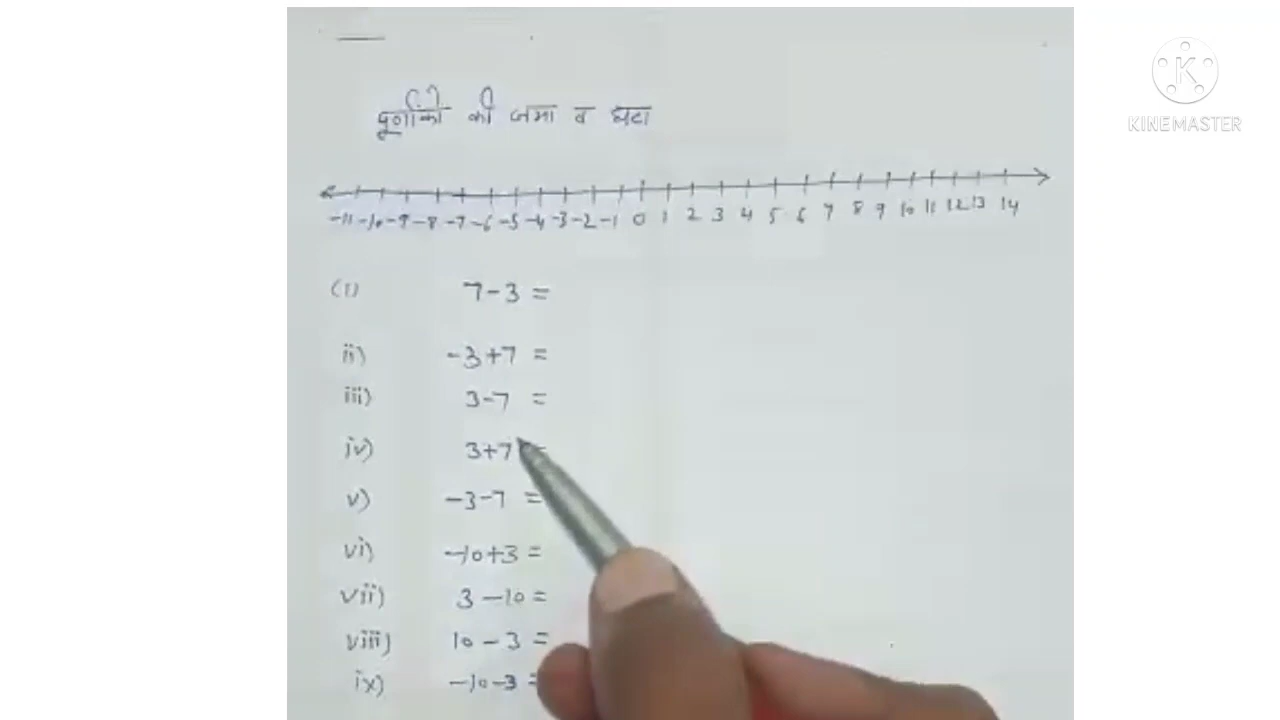 पूर्णांकों की जमा व घटा
-11 -10 -9 -8 -7 -6 -5 -4 -3 -2 -1 0 1 2 3 4 5 6 7 8 9 10 11 12 13 14
(i) 7-3 =
ii) -3+7 =
iii) 3-7 =
iv) 3+7 =
v) -3-7 =
vi) -10+3 =
vii) 3-10 =
viii) 10-3 =
ix) -10-3 =
KINEMASTER